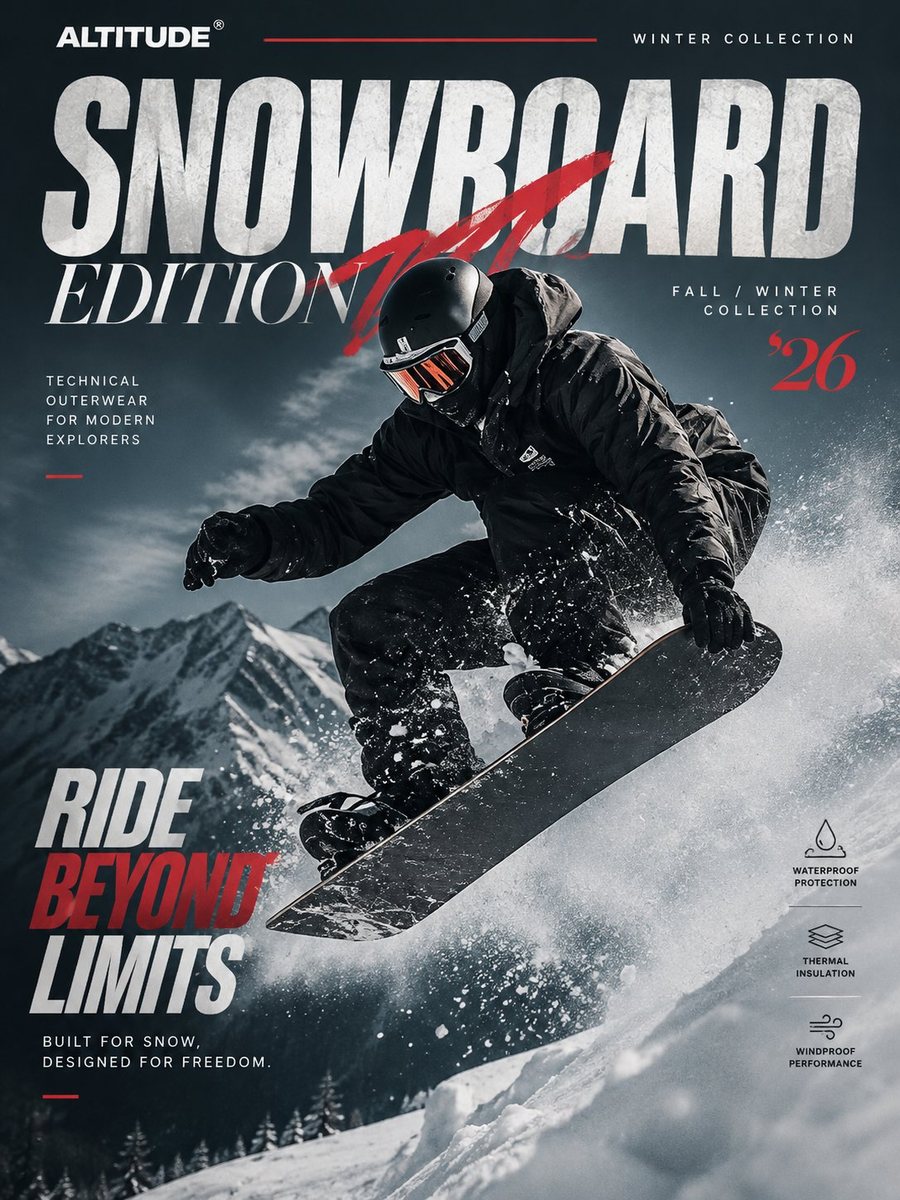 ALTITUDE®
WINTER COLLECTION
SNOWBOARD
EDITION
FALL / WINTER
COLLECTION
'26
TECHNICAL
OUTERWEAR
FOR MODERN
EXPLORERS
RIDE
BEYOND
LIMITS
BUILT FOR SNOW,
DESIGNED FOR FREEDOM.
WATERPROOF
PROTECTION
THERMAL
INSULATION
WINDPROOF
PERFORMANCE